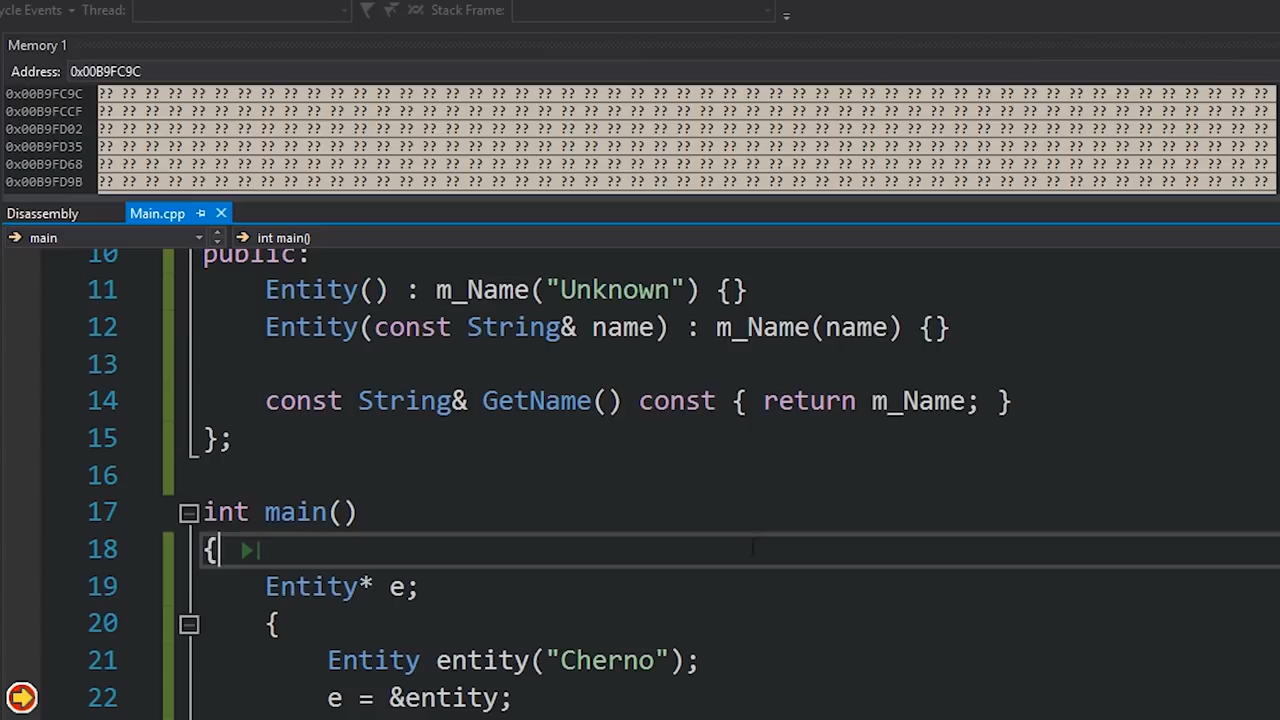 ycle Events Thread: Stack Frame:
Memory 1
Address: 0x00B9FC9C
0x00B9FC9C ?? ?? ?? ?? ?? ?? ?? ?? ?? ?? ?? ?? ?? ?? ?? ?? ?? ?? ?? ?? ?? ?? ?? ?? ?? ?? ?? ?? ?? ?? ?? ?? ?? ?? ?? ?? ?? ?? ?? ?? ?? ?? ?? ?? ?? ?? ?? ?? ?? ?? ??
0x00B9FCCF ?? ?? ?? ?? ?? ?? ?? ?? ?? ?? ?? ?? ?? ?? ?? ?? ?? ?? ?? ?? ?? ?? ?? ?? ?? ?? ?? ?? ?? ?? ?? ?? ?? ?? ?? ?? ?? ?? ?? ?? ?? ?? ?? ?? ?? ?? ?? ?? ?? ?? ??
0x00B9FD02 ?? ?? ?? ?? ?? ?? ?? ?? ?? ?? ?? ?? ?? ?? ?? ?? ?? ?? ?? ?? ?? ?? ?? ?? ?? ?? ?? ?? ?? ?? ?? ?? ?? ?? ?? ?? ?? ?? ?? ?? ?? ?? ?? ?? ?? ?? ?? ?? ?? ?? ??
0x00B9FD35 ?? ?? ?? ?? ?? ?? ?? ?? ?? ?? ?? ?? ?? ?? ?? ?? ?? ?? ?? ?? ?? ?? ?? ?? ?? ?? ?? ?? ?? ?? ?? ?? ?? ?? ?? ?? ?? ?? ?? ?? ?? ?? ?? ?? ?? ?? ?? ?? ?? ?? ??
0x00B9FD68 ?? ?? ?? ?? ?? ?? ?? ?? ?? ?? ?? ?? ?? ?? ?? ?? ?? ?? ?? ?? ?? ?? ?? ?? ?? ?? ?? ?? ?? ?? ?? ?? ?? ?? ?? ?? ?? ?? ?? ?? ?? ?? ?? ?? ?? ?? ?? ?? ?? ?? ??
0x00B9FD9B ?? ?? ?? ?? ?? ?? ?? ?? ?? ?? ?? ?? ?? ?? ?? ?? ?? ?? ?? ?? ?? ?? ?? ?? ?? ?? ?? ?? ?? ?? ?? ?? ?? ?? ?? ?? ?? ?? ?? ?? ?? ?? ?? ?? ?? ?? ?? ?? ?? ?? ??
Disassembly Main.cpp
main int main()
10 public:
11 Entity() : m_Name("Unknown") {}
12 Entity(const String& name) : m_Name(name) {}
13
14 const String& GetName() const { return m_Name; }
15 };
16
17 int main()
18 {
19 Entity* e;
20 {
21 Entity entity("Cherno");
22 e = &entity;